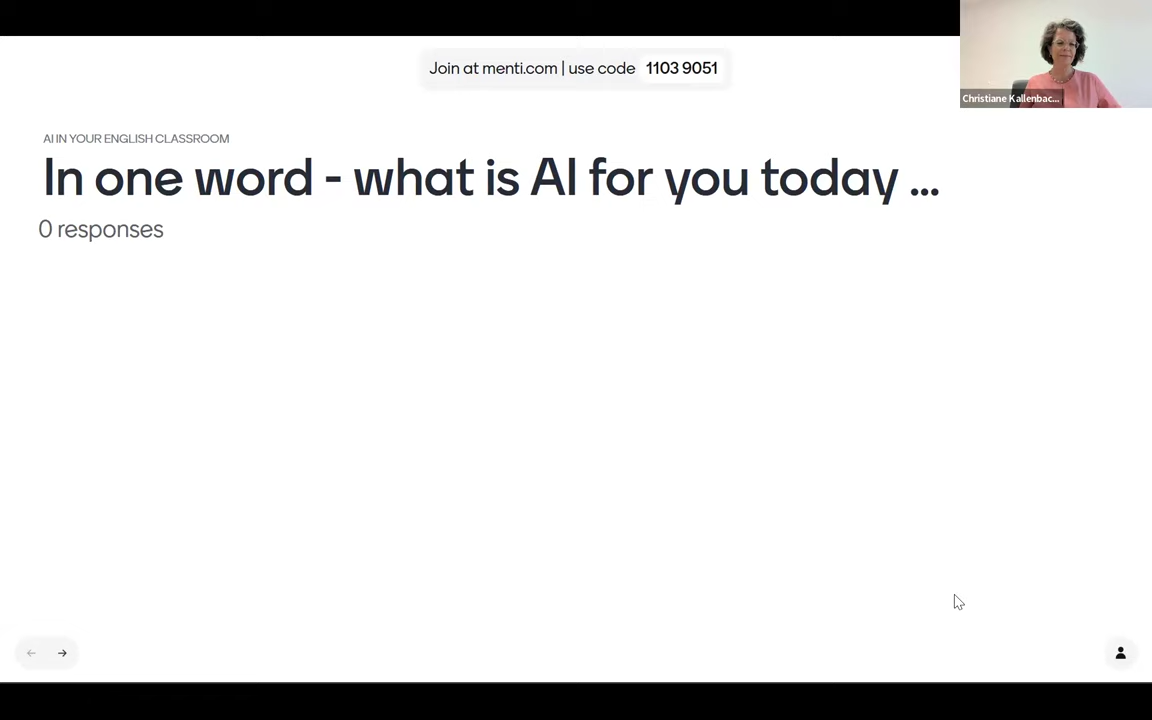 Join at menti.com | use code 1103 9051
Christiane Kallenbac...
AI IN YOUR ENGLISH CLASSROOM
In one word - what is AI for you today ...
0 responses